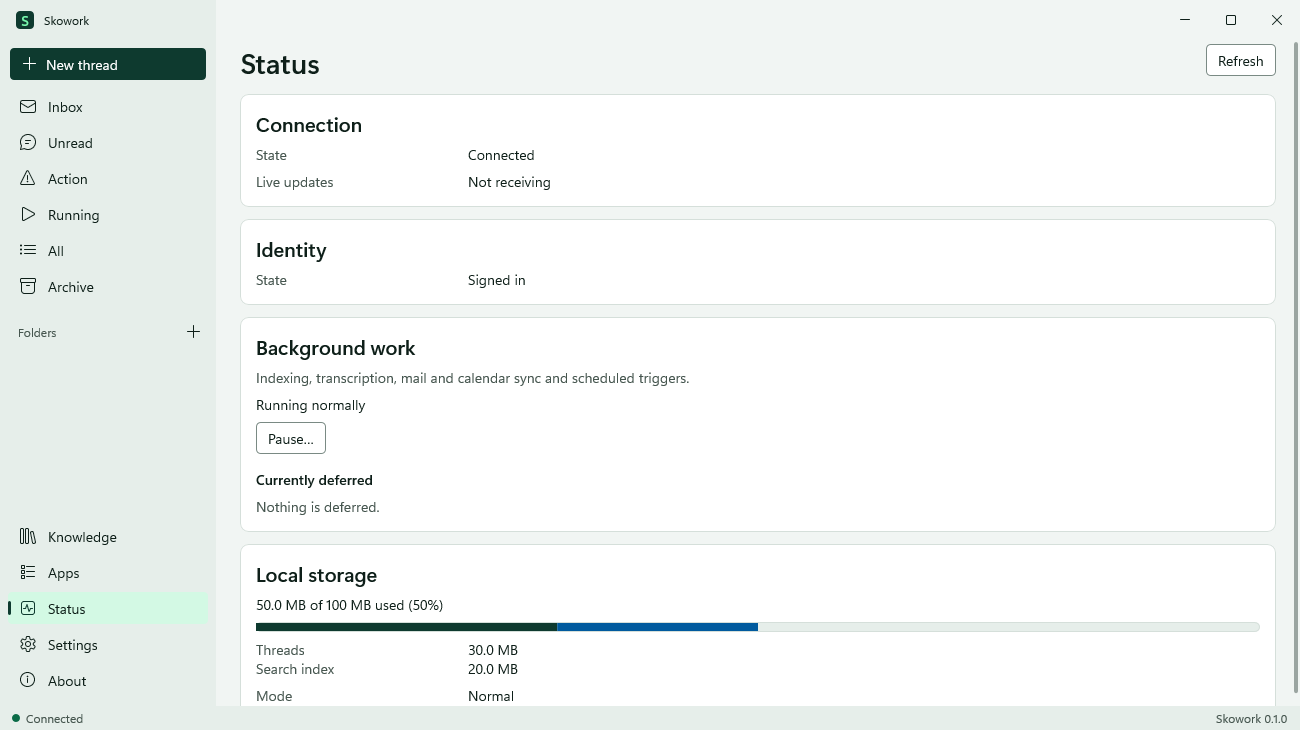 S Skowork
New thread
Inbox
Unread
Action
Running
All
Archive
Folders
Knowledge
Apps
Status
Settings
About
Connected
Status
Refresh
Connection
State Connected
Live updates Not receiving
Identity
State Signed in
Background work
Indexing, transcription, mail and calendar sync and scheduled triggers.
Running normally
Pause...
Currently deferred
Nothing is deferred.
Local storage
50.0 MB of 100 MB used (50%)
Threads 30.0 MB
Search index 20.0 MB
Mode Normal
Skowork 0.1.0